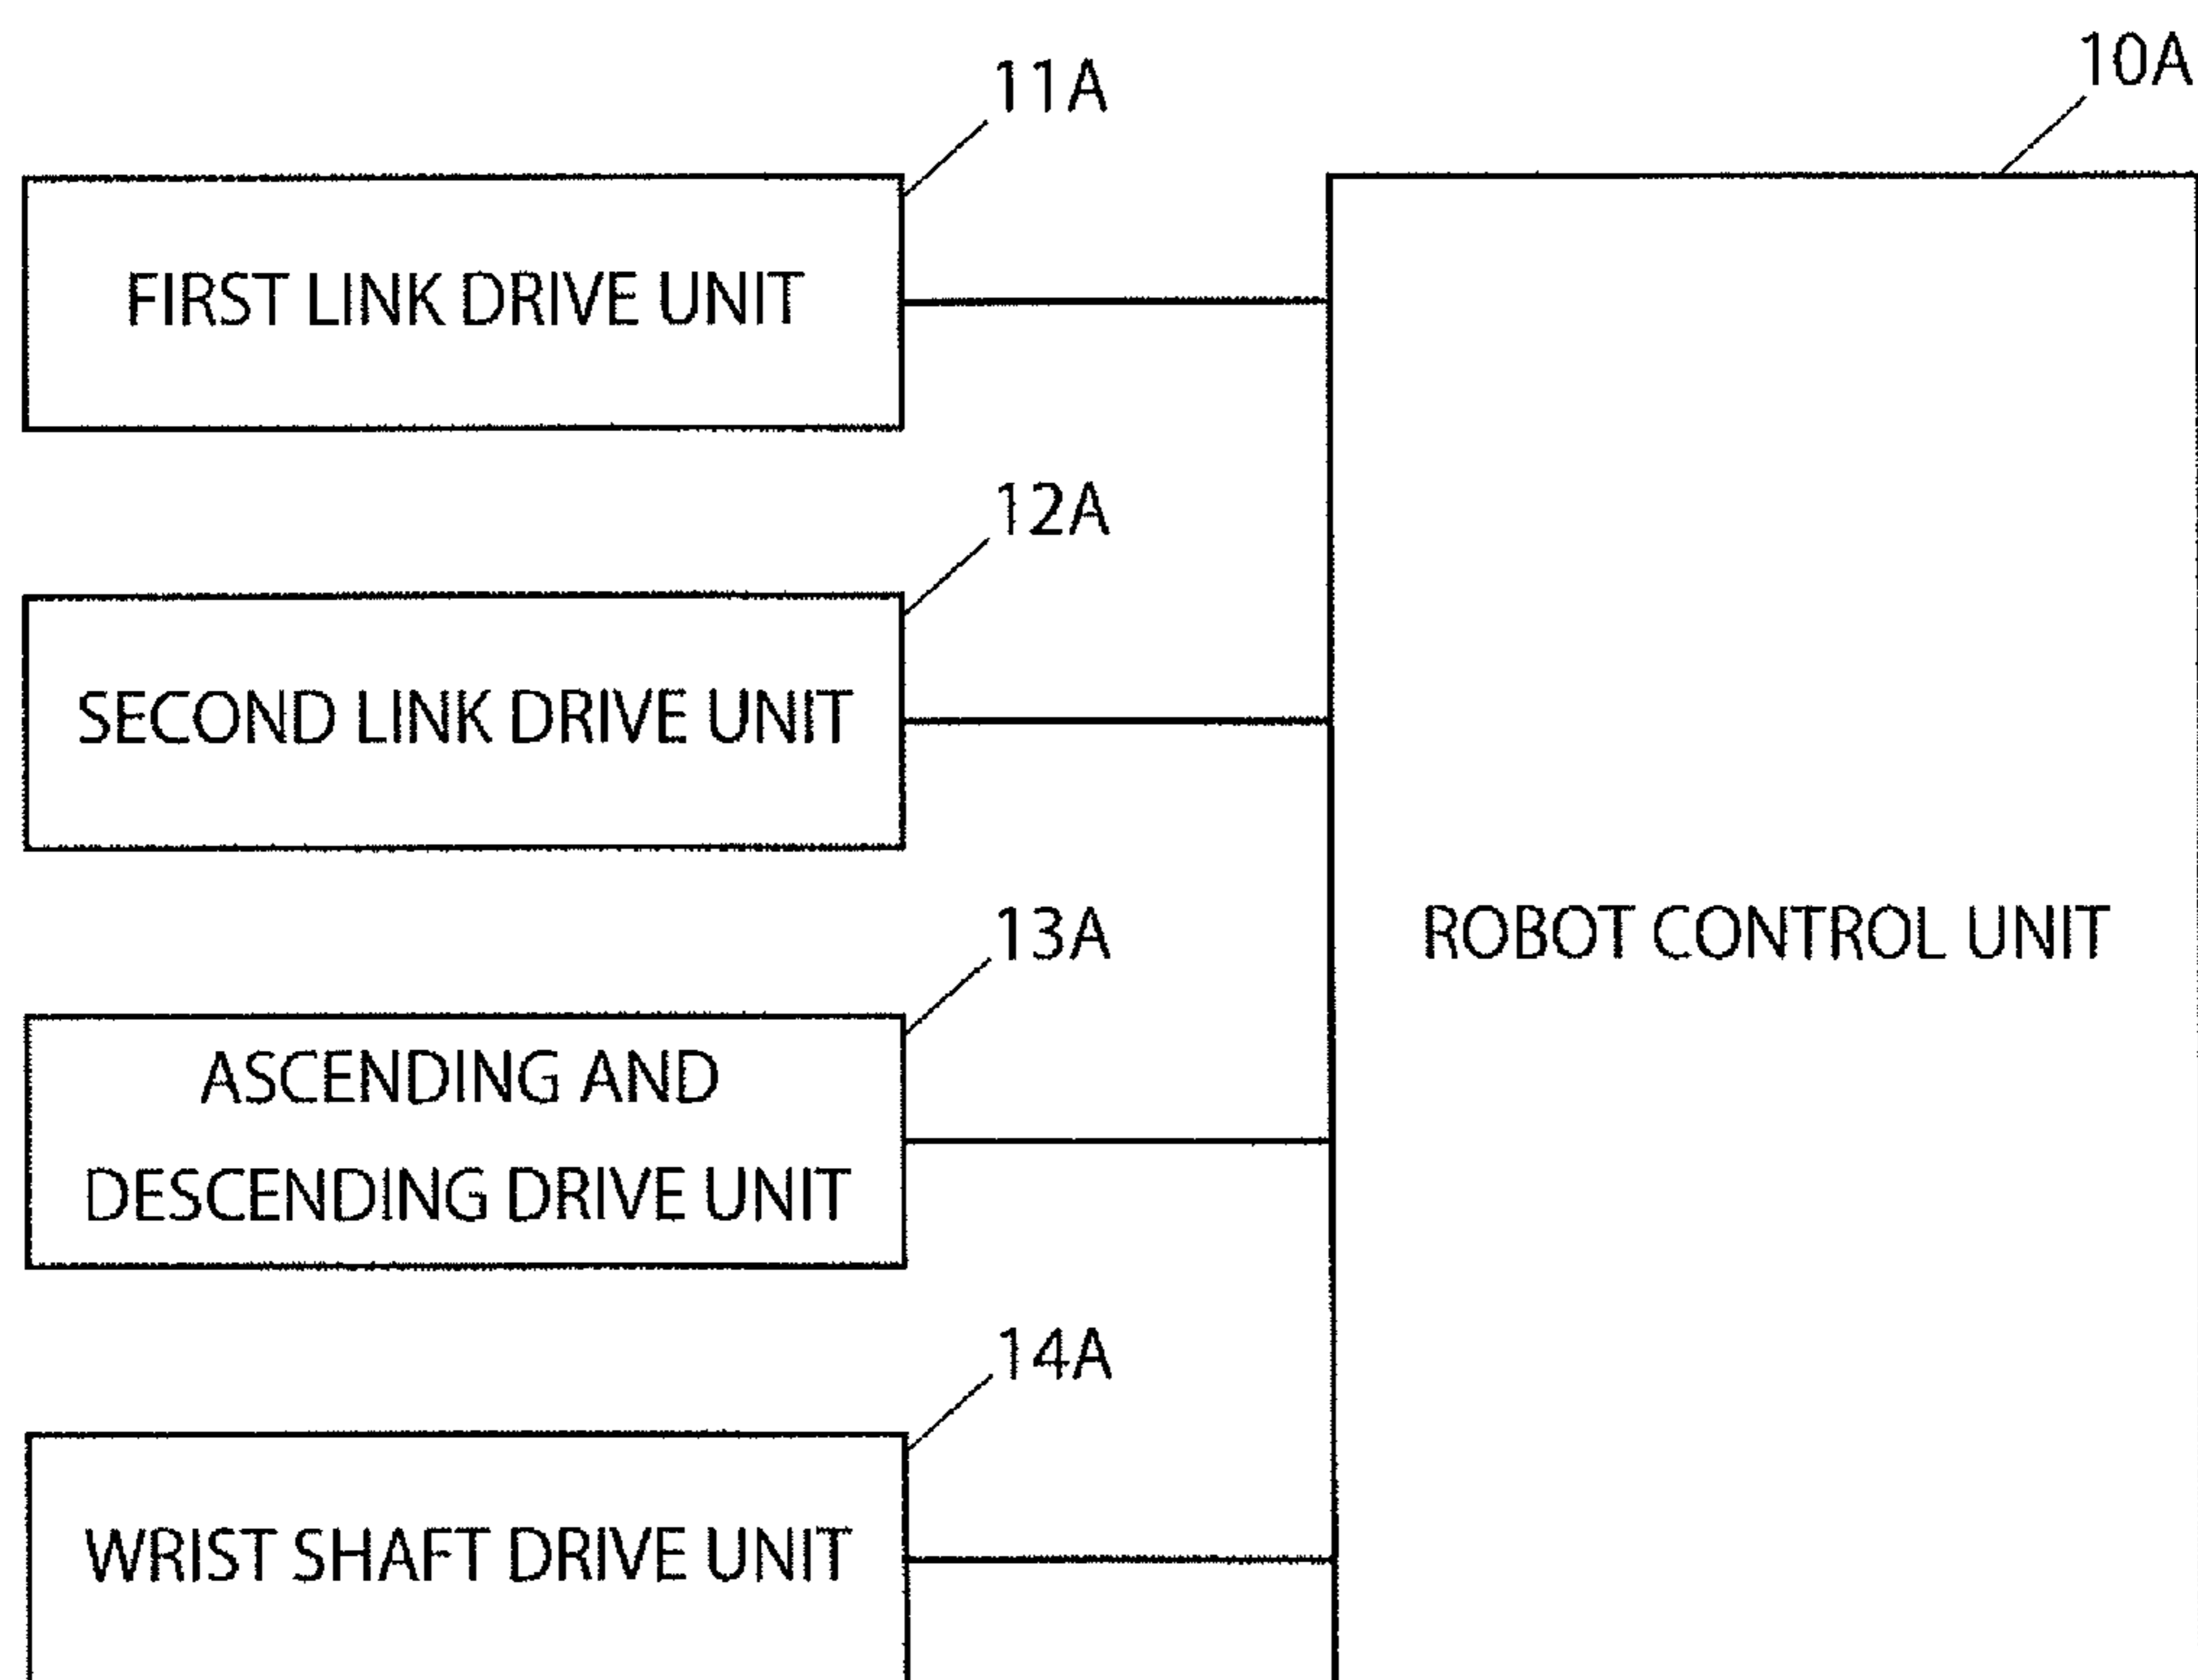 10A
11A
FIRST LINK DRIVE UNIT
12A
SECOND LINK DRIVE UNIT
13A
ROBOT CONTROL UNIT
ASCENDING AND
DESCENDING DRIVE UNIT
14A
WRIST SHAFT DRIVE UNIT